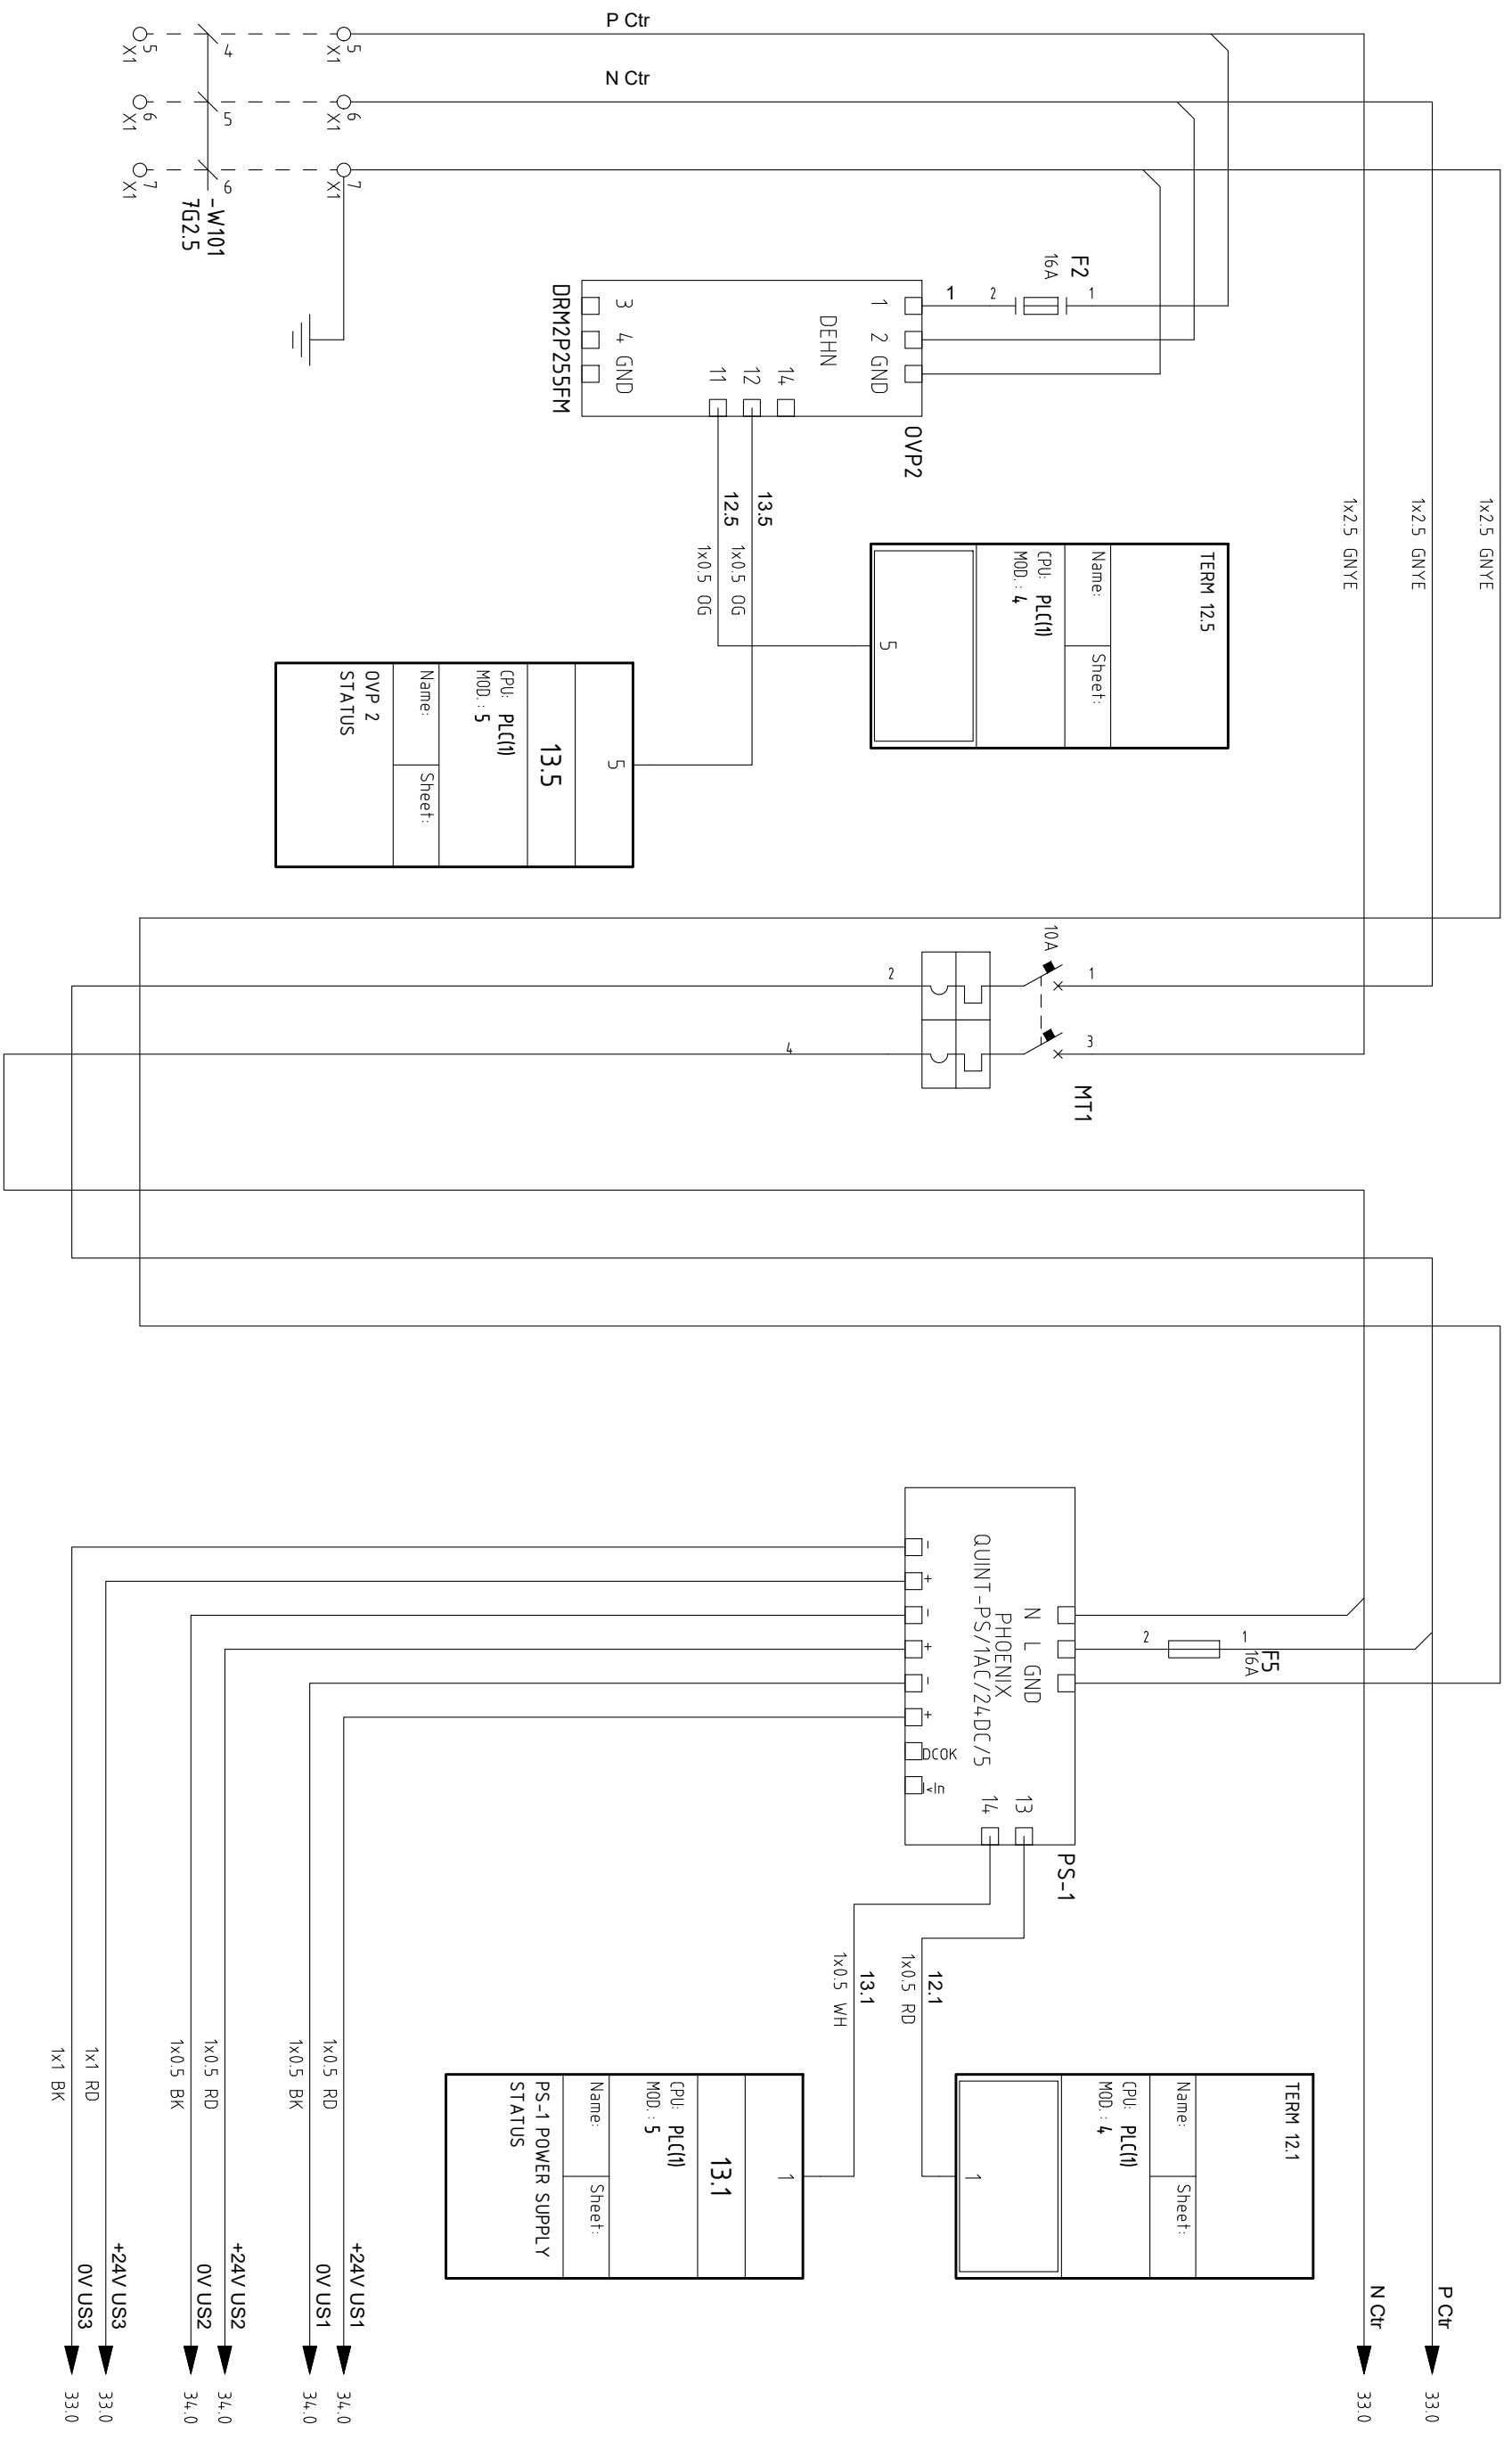 P Ctr
N Ctr
5
X1
4
5
X1
6
X1
5
6
X1
7
X1
6
7
X1
-W101
7G2.5
F2
16A
1
2
1
1 2 GND
DEHN
3 4 GND
14
12
11
DRM2P255FM
OVP2
13.5
1x0.5 OG
12.5
1x0.5 OG
1x2.5 GNYE
1x2.5 GNYE
1x2.5 GNYE
TERM 12.5
Name:
Sheet:
CPU: PLC(1)
MOD.: 4
5
5
13.5
CPU: PLC(1)
MOD.: 5
Name:
Sheet:
OVP 2
STATUS
10A
1
2
3
4
MT1
F5
16A
1
2
N L GND
PHOENIX
QUINT-PS/1AC/24DC/5
-
+
-
+
-
+
DCOK
I<In
13
14
PS-1
12.1
1x0.5 RD
13.1
1x0.5 WH
TERM 12.1
Name:
Sheet:
CPU: PLC(1)
MOD.: 4
1
1
13.1
CPU: PLC(1)
MOD.: 5
Name:
Sheet:
PS-1 POWER SUPPLY
STATUS
P Ctr
33.0
N Ctr
33.0
1x0.5 RD
+24V US1
34.0
1x0.5 BK
0V US1
34.0
1x0.5 RD
+24V US2
34.0
1x0.5 BK
0V US2
34.0
1x1 RD
+24V US3
33.0
1x1 BK
0V US3
33.0